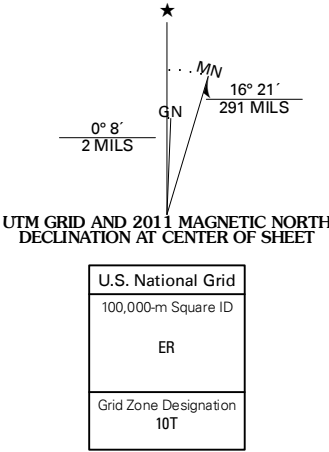 ★
MN
GN
16° 21´
291 MILS
0° 8´
2 MILS
UTM GRID AND 2011 MAGNETIC NORTH
DECLINATION AT CENTER OF SHEET
U.S. National Grid
100,000-m Square ID
ER
Grid Zone Designation
10T